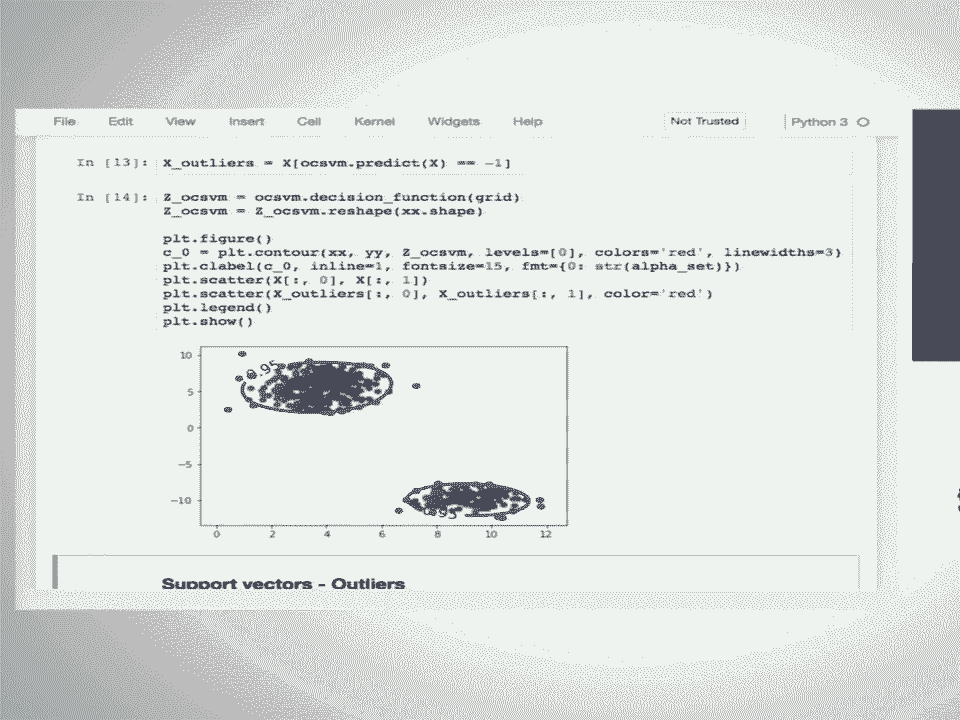 File Edit View Insert Cell Kernel Widgets Help Not Trusted Python 3
In [13]: X_outliers = X[ocsvm.predict(X) == -1]
In [14]: Z_ocsvm = ocsvm.decision_function(grid)
Z_ocsvm = Z_ocsvm.reshape(xx.shape)
plt.figure()
c_0 = plt.contour(xx, yy, Z_ocsvm, levels=[0], colors='red', linewidths=3)
plt.clabel(c_0, inline=1, fontsize=15, fmt={0: str(alpha_set)})
plt.scatter(X[:, 0], X[:, 1])
plt.scatter(X_outliers[:, 0], X_outliers[:, 1], color='red')
plt.legend()
plt.show()
10
0.95
5
0
-5
-10
0.95
0 2 4 6 8 10 12
Support vectors - Outliers